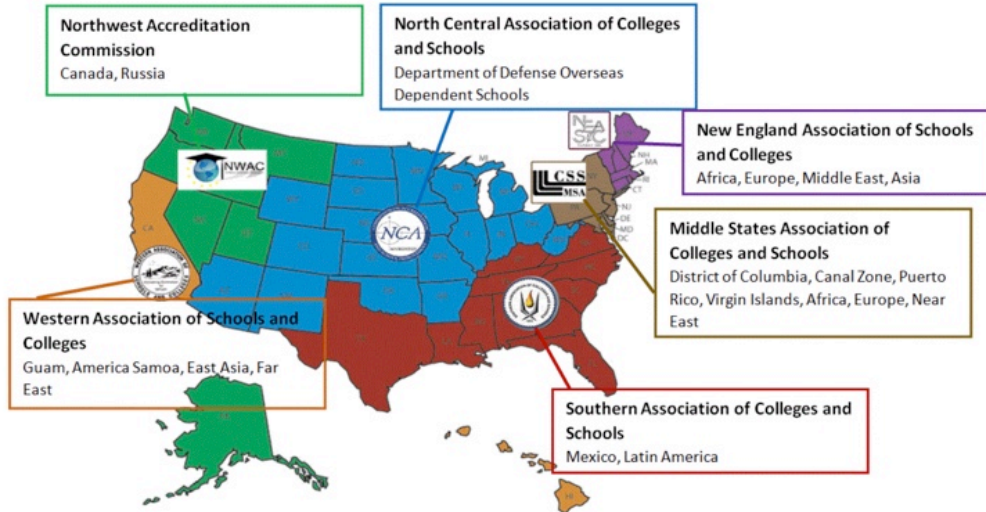 Northwest Accreditation
Commission
Canada, Russia
North Central Association of Colleges
and Schools
Department of Defense Overseas
Dependent Schools
New England Association of Schools
and Colleges
Africa, Europe, Middle East, Asia
Middle States Association of
Colleges and Schools
District of Columbia, Canal Zone, Puerto
Rico, Virgin Islands, Africa, Europe, Near
East
Western Association of Schools and
Colleges
Guam, America Samoa, East Asia, Far
East
Southern Association of Colleges and
Schools
Mexico, Latin America
NWAC
NCA
CSS
MSA
MI
NH
MA
RI
CT
NJ
DE
MD
DC
CA
HI